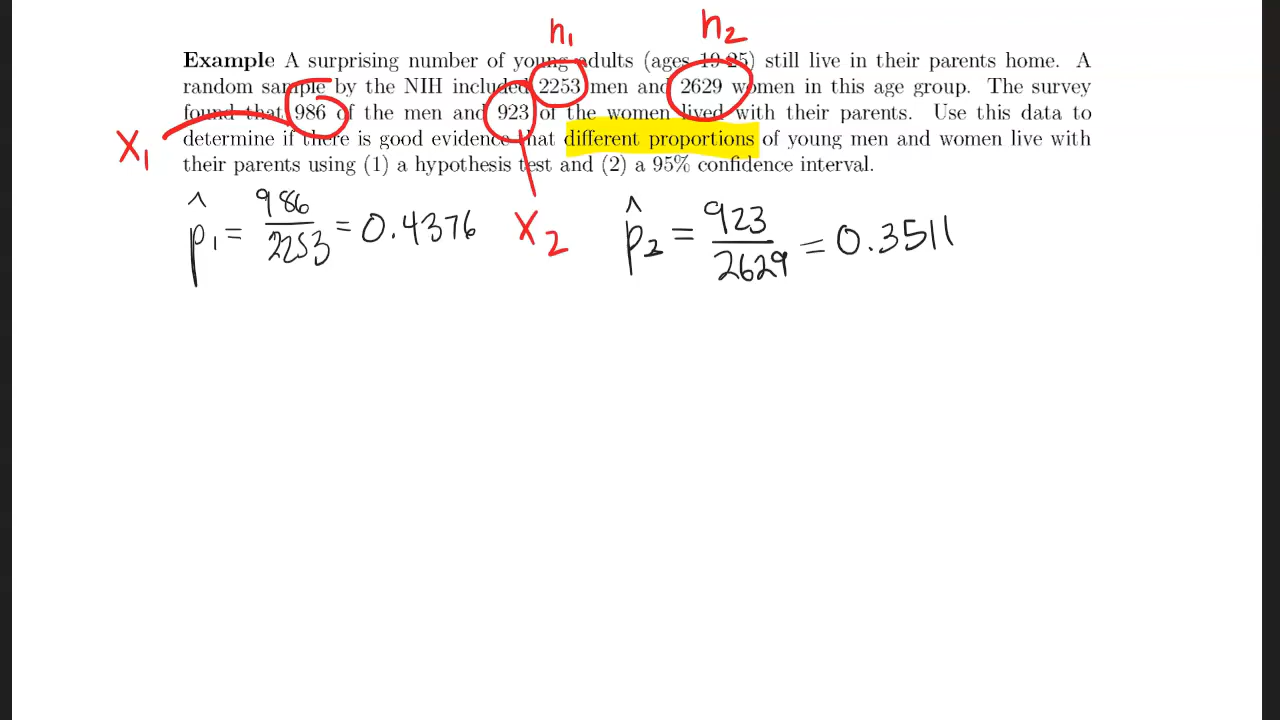 n1 n2
Example A surprising number of young adults (ages 19-25) still live in their parents home. A
random sample by the NIH included 2253 men and 2629 women in this age group. The survey
found that 986 of the men and 923 of the women lived with their parents. Use this data to
X1
determine if there is good evidence that different proportions of young men and women live with
their parents using (1) a hypothesis test and (2) a 95% confidence interval.
p̂1 = 986/2253 = 0.4376
X2
p̂2 = 923/2629 = 0.3511